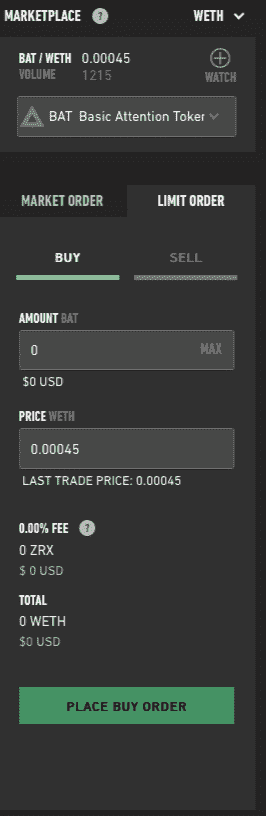 MARKETPLACE ? WETH
BAT / WETH 0.00045
VOLUME 1215
WATCH
BAT Basic Attention Toker
MARKET ORDER LIMIT ORDER
BUY SELL
AMOUNT BAT
0 MAX
$0 USD
PRICE WETH
0.00045
LAST TRADE PRICE: 0.00045
0.00% FEE ?
0 ZRX
$ 0 USD
TOTAL
0 WETH
$0 USD
PLACE BUY ORDER